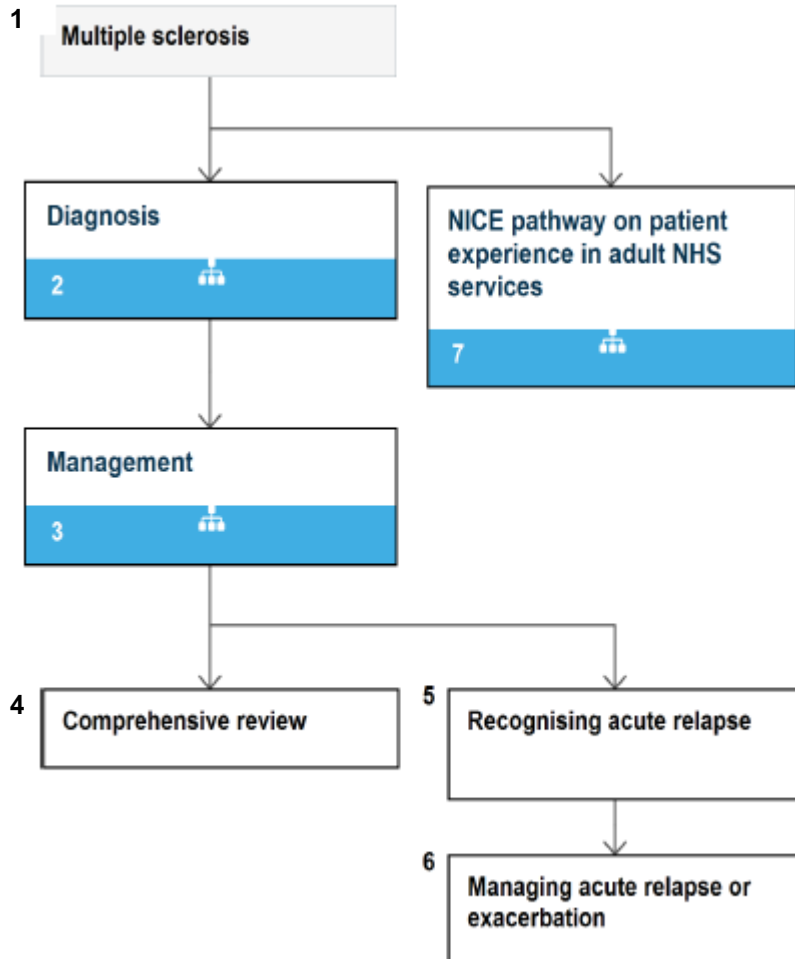 1
Multiple sclerosis
Diagnosis
2
NICE pathway on patient
experience in adult NHS
services
7
Management
3
4
Comprehensive review
5
Recognising acute relapse
6
Managing acute relapse or
exacerbation